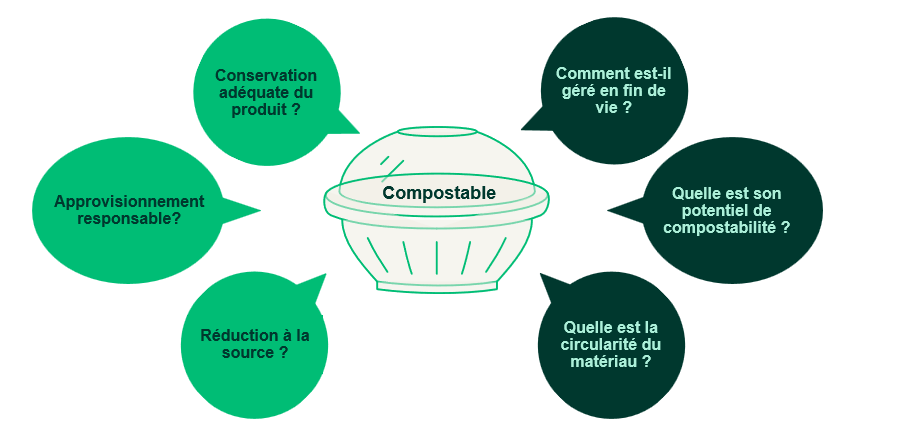 Conservation
adéquate du
produit ?
Comment est-il
géré en fin de
vie ?
Approvisionnement
responsable?
Compostable
Quelle est son
potentiel de
compostabilité ?
Réduction à la
source ?
Quelle est la
circularité du
matériau ?